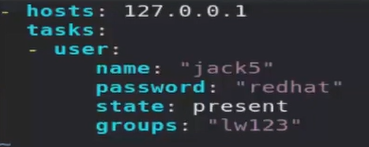 - hosts: 127.0.0.1
  tasks:
  - user:
       name: "jack5"
       password: "redhat"
       state: present
       groups: "lw123"
~